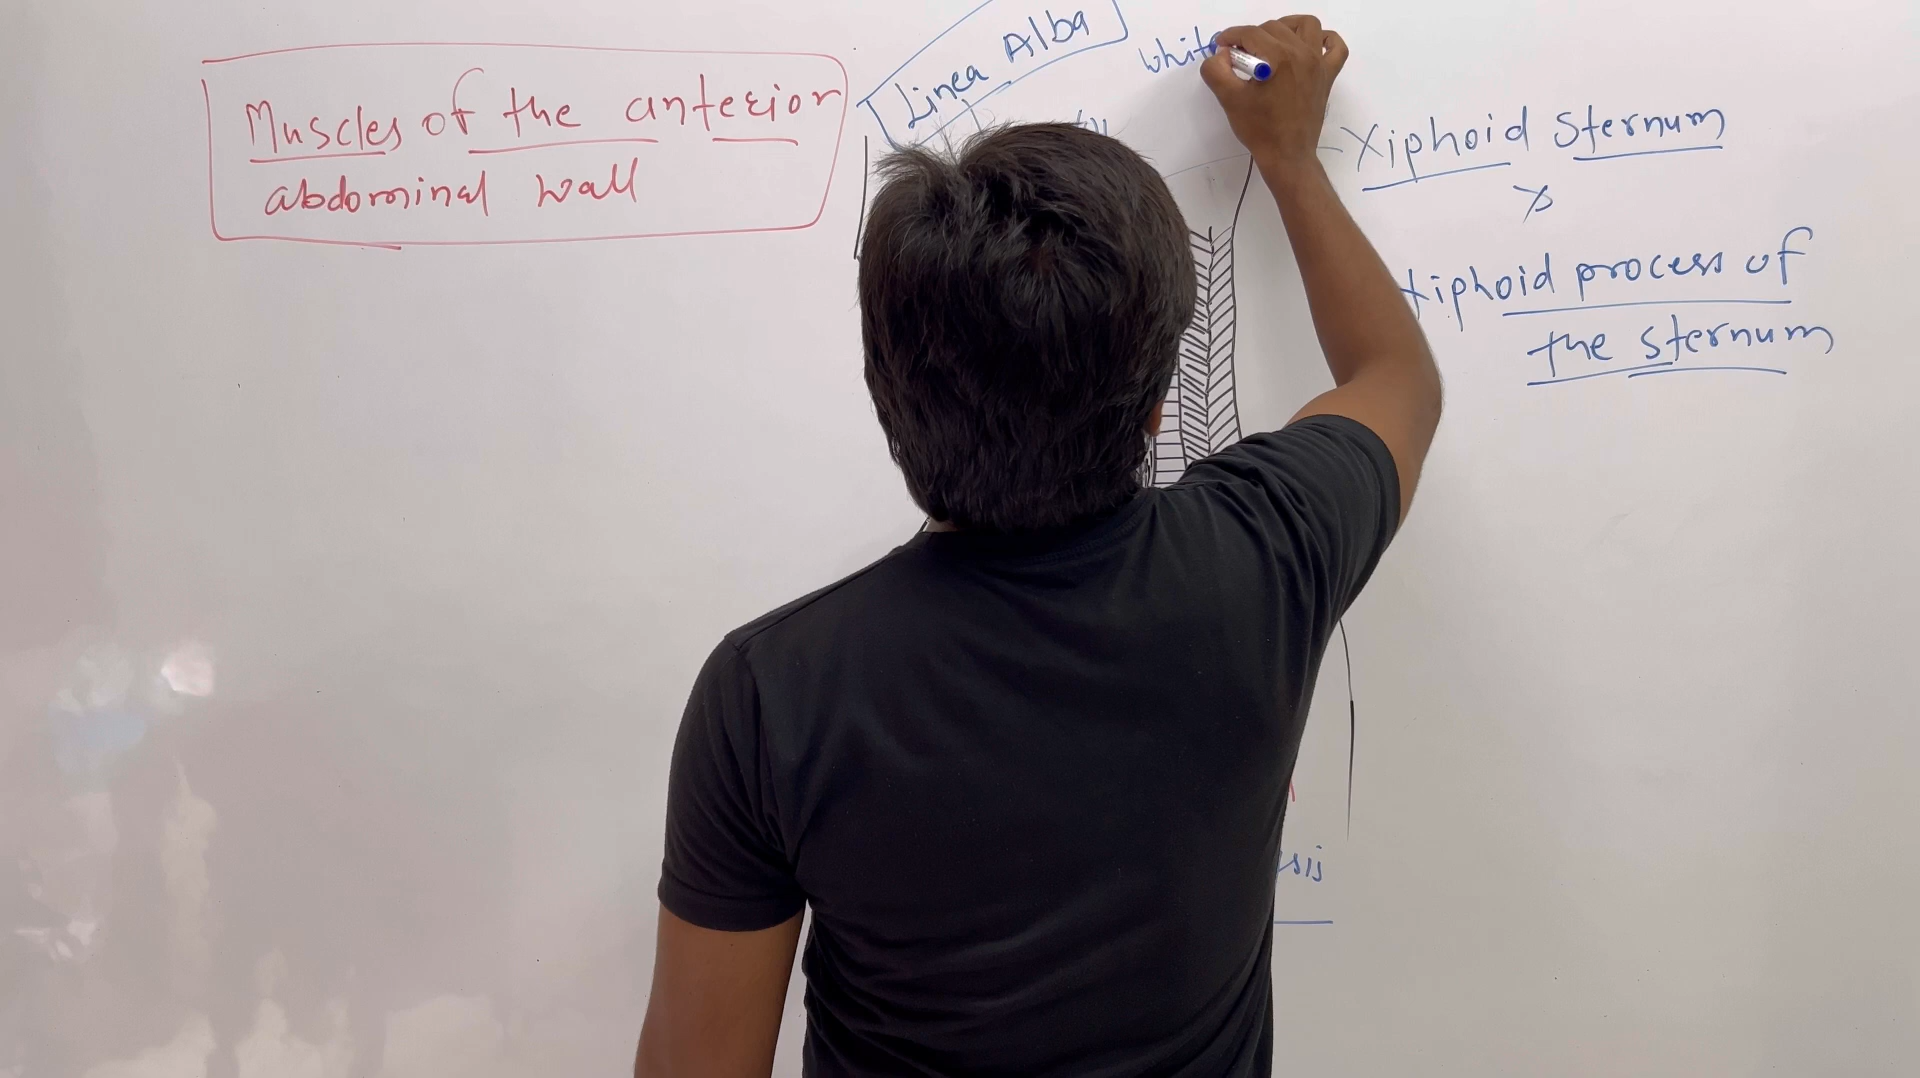 Muscles of the anterior
abdominal wall
Linea Alba
White
Xiphoid Sternum
Xiphoid process of
the sternum